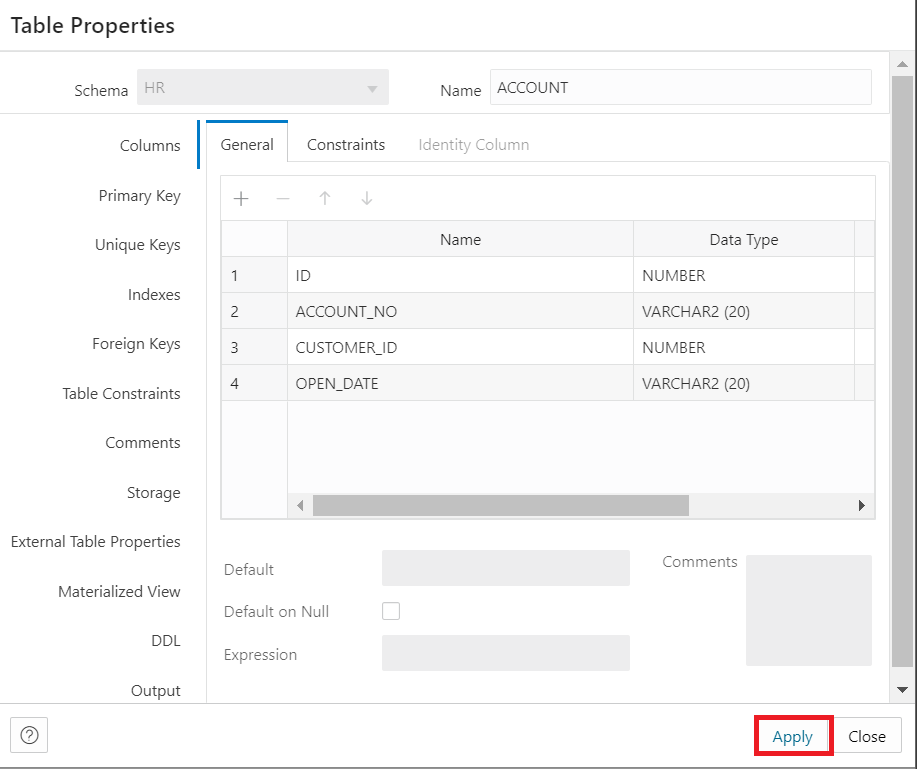 Table Properties
Schema HR Name ACCOUNT
Columns
Primary Key
Unique Keys
Indexes
Foreign Keys
Table Constraints
Comments
Storage
External Table Properties
Materialized View
DDL
Output
General Constraints Identity Column
Name Data Type
1 ID NUMBER
2 ACCOUNT_NO VARCHAR2 (20)
3 CUSTOMER_ID NUMBER
4 OPEN_DATE VARCHAR2 (20)
Default
Default on Null
Expression
Comments
? Apply Close